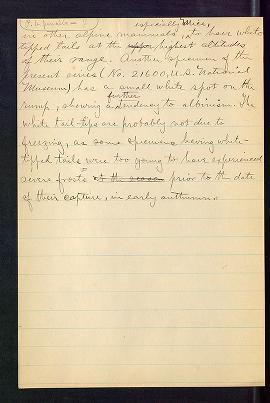 especially Mice,
in other alpine mammals, to have white-
tipped tails at the upper highest altitudes
of their range. Another specimen of the
present series (No. 21600, U.S. National
Museum) has a small white spot on the
further
rump, shewing a tendency to albinism. The
white tail-tips are probably not due to
freezing, as some specimens having white-
tipped tails were too young to have experienced
severe frosts at the season prior to the date
of their capture, in early autumn.